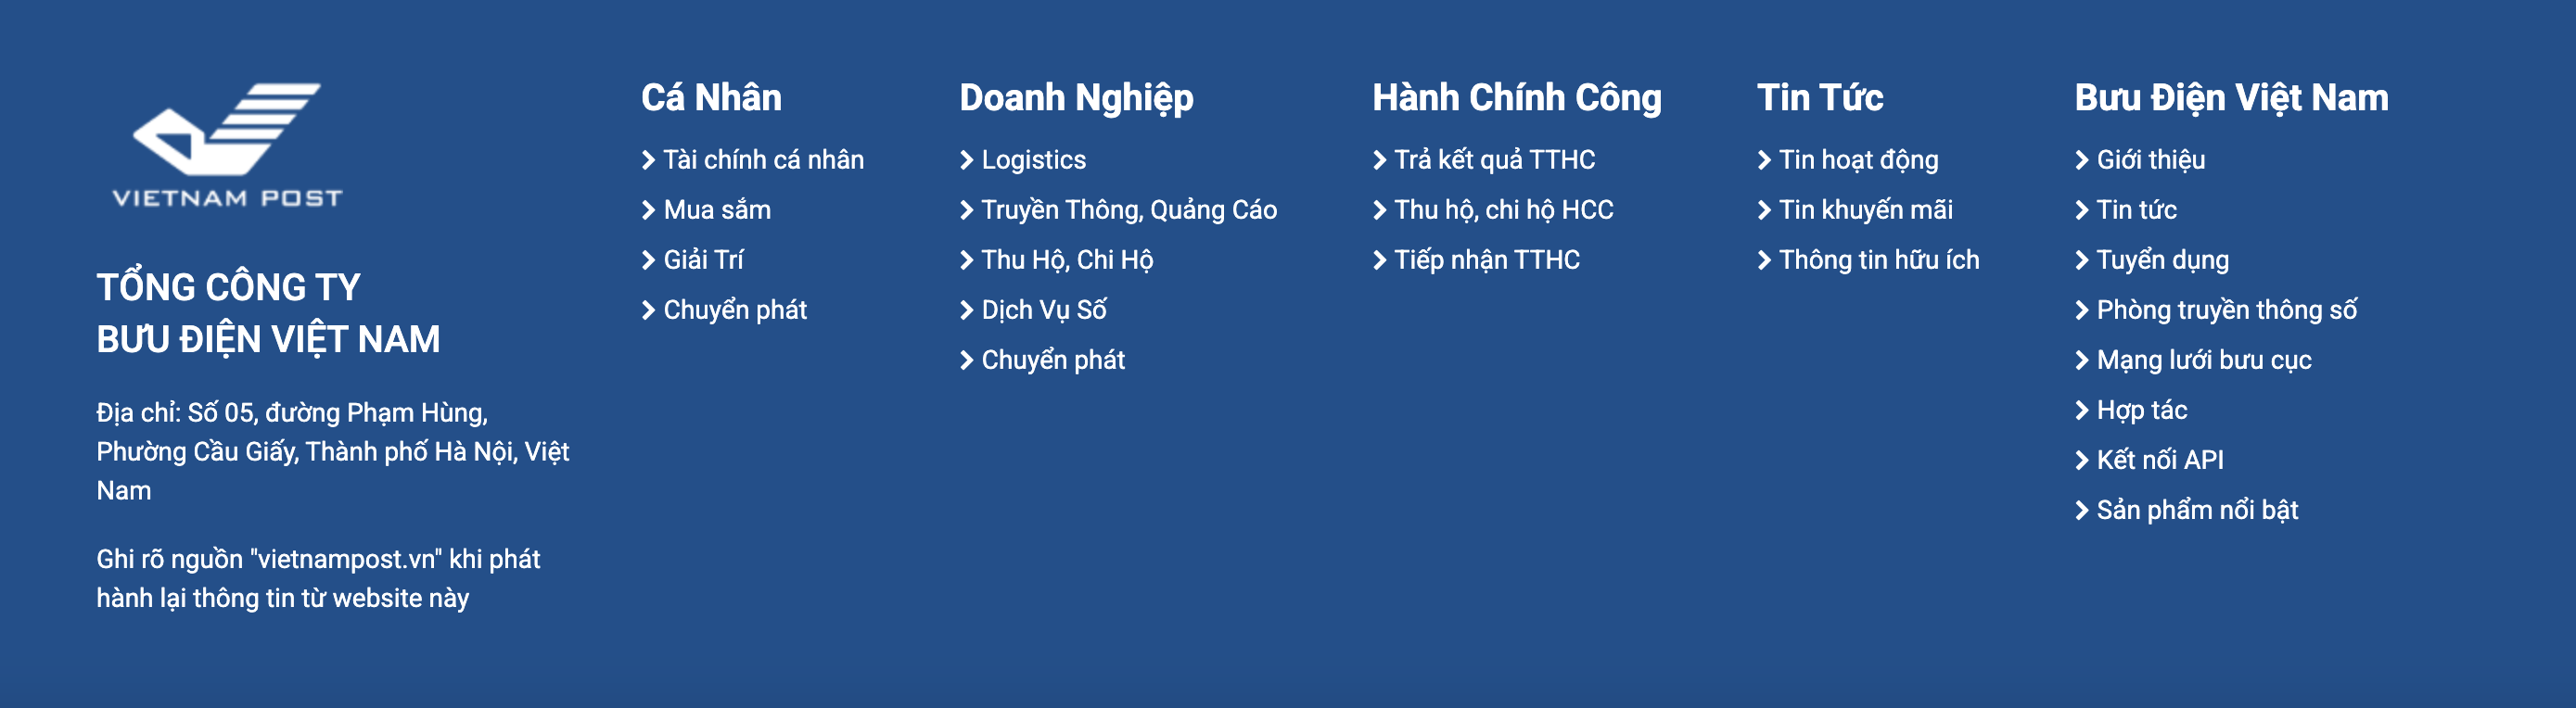 VIETNAM POST
TỔNG CÔNG TY
BƯU ĐIỆN VIỆT NAM
Địa chỉ: Số 05, đường Phạm Hùng,
Phường Cầu Giấy, Thành phố Hà Nội, Việt
Nam
Ghi rõ nguồn "vietnampost.vn" khi phát
hành lại thông tin từ website này
Cá Nhân
Tài chính cá nhân
Mua sắm
Giải Trí
Chuyển phát
Doanh Nghiệp
Logistics
Truyền Thông, Quảng Cáo
Thu Hộ, Chi Hộ
Dịch Vụ Số
Chuyển phát
Hành Chính Công
Trả kết quả TTHC
Thu hộ, chi hộ HCC
Tiếp nhận TTHC
Tin Tức
Tin hoạt động
Tin khuyến mãi
Thông tin hữu ích
Bưu Điện Việt Nam
Giới thiệu
Tin tức
Tuyển dụng
Phòng truyền thông số
Mạng lưới bưu cục
Hợp tác
Kết nối API
Sản phẩm nổi bật